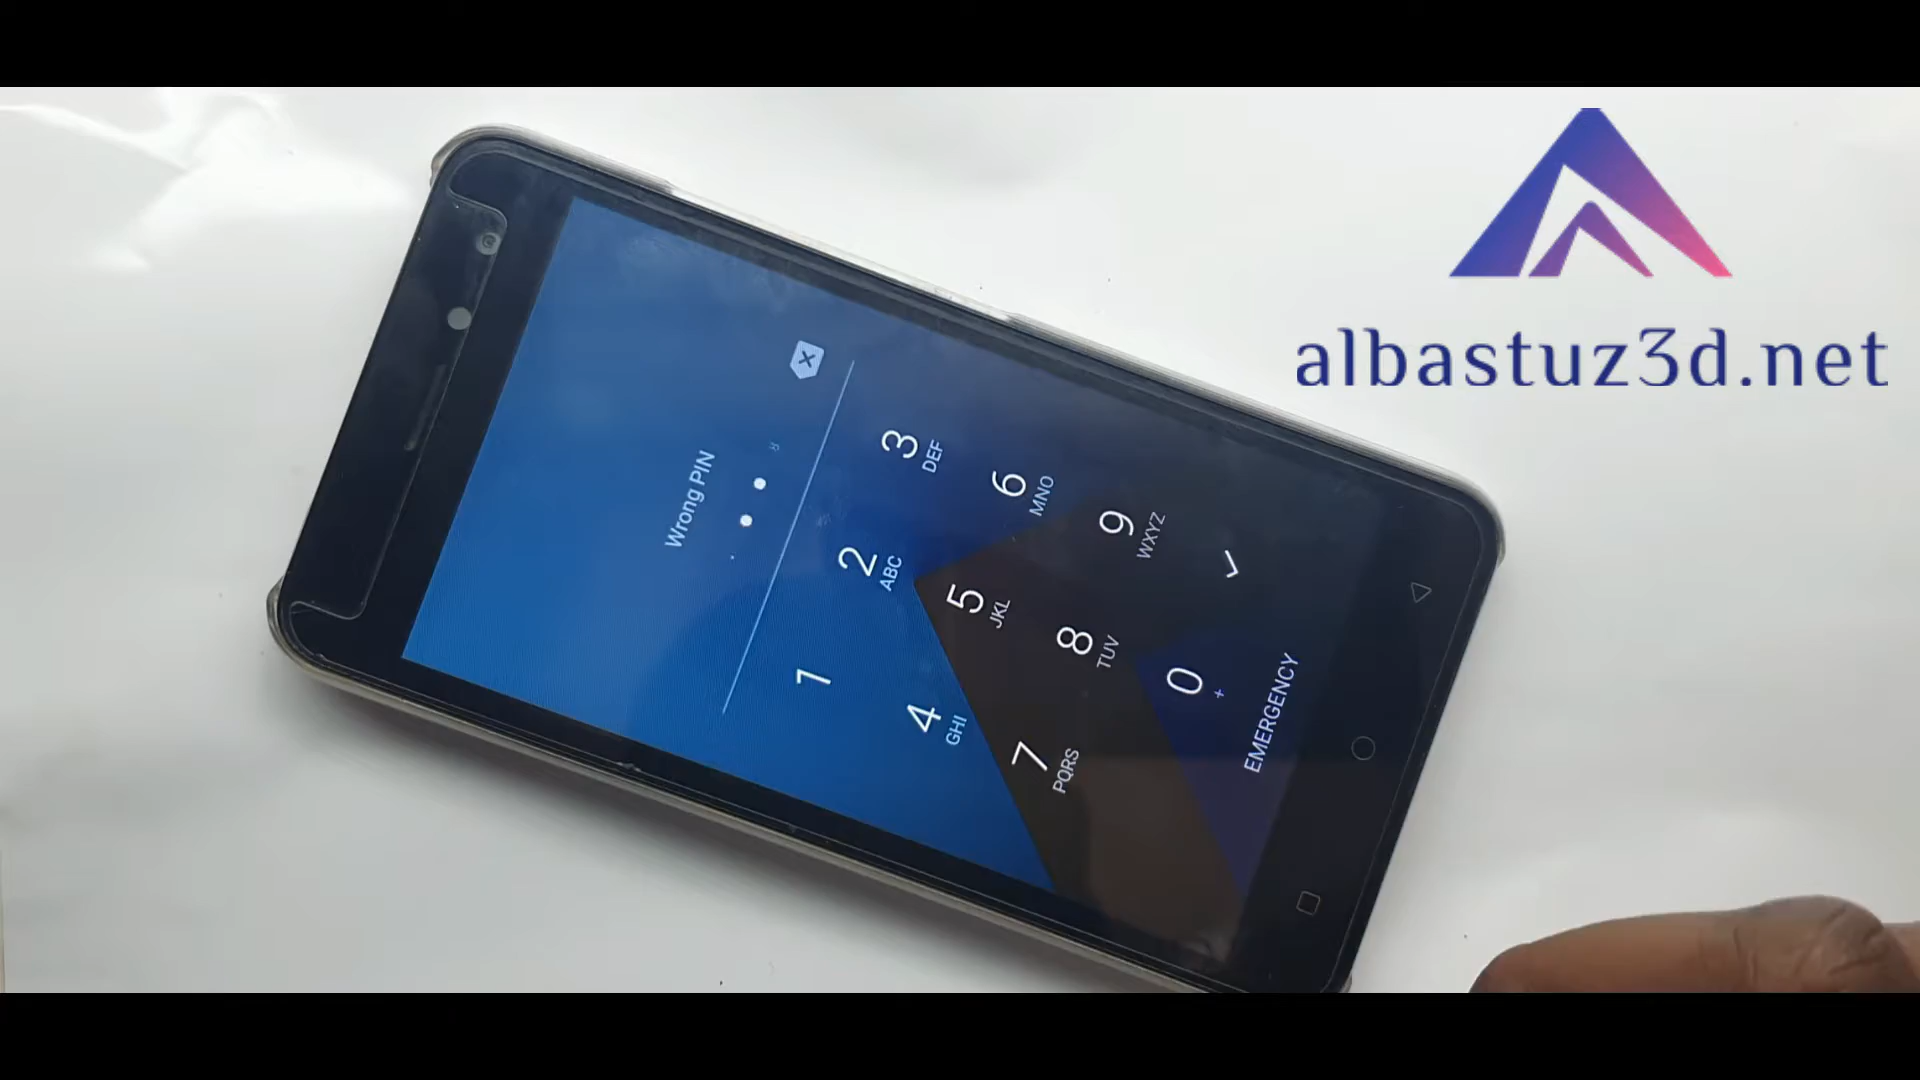 albastuz3d.net
Wrong PIN
1
2 ABC
3 DEF
4 GHI
5 JKL
6 MNO
7 PQRS
8 TUV
9 WXYZ
0 +
EMERGENCY